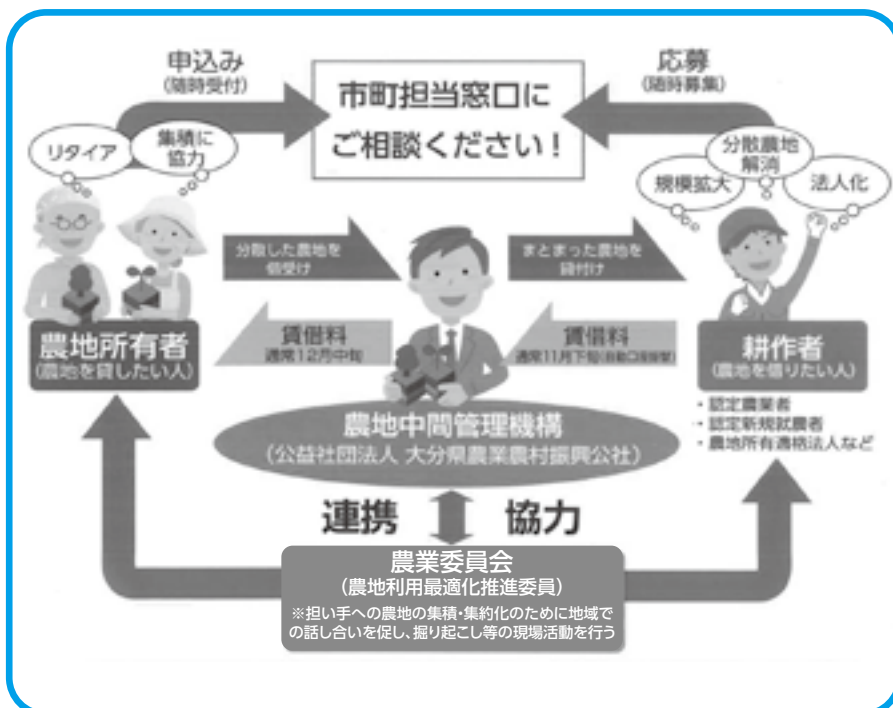 申込み
(随時受付)
市町担当窓口に
ご相談ください!
応募
(随時募集)
リタイア
集積に
協力
規模拡大
分散農地
解消
法人化
分散した農地を
借受け
まとまった農地を
貸付け
賃借料
通常12月中旬
賃借料
通常11月下旬(自動口座振替)
農地所有者
(農地を貸したい人)
耕作者
(農地を借りたい人)
・認定農業者
・認定新規就農者
・農地所有適格法人など
農地中間管理機構
(公益社団法人 大分県農業農村振興公社)
連携
協力
農業委員会
(農地利用最適化推進委員)
※担い手への農地の集積・集約化のために地域で
の話し合いを促し、掘り起こし等の現場活動を行う